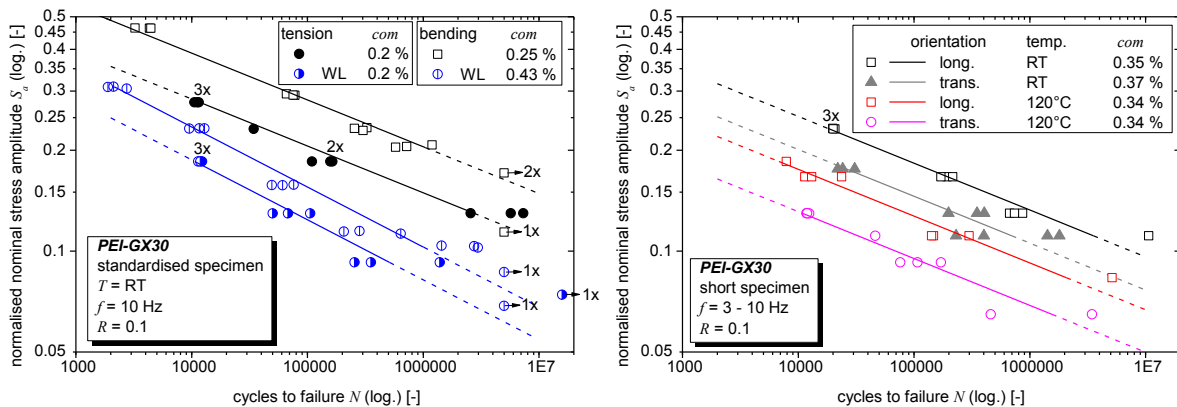 normalised nominal stress amplitude Sa (log.) [-]
0.5
0.45
0.4
0.35
0.3
0.25
0.2
0.15
0.1
0.05
tension com
0.2 %
WL 0.2 %
bending com
0.25 %
WL 0.43 %
3x
2x
3x
2x
1x
1x
1x
1x
PEI-GX30
standardised specimen
T = RT
f = 10 Hz
R = 0.1
1000 10000 100000 1000000 1E7
cycles to failure N (log.) [-]
normalised nominal stress amplitude Sa (log.) [-]
0.5
0.45
0.4
0.35
0.3
0.25
0.2
0.15
0.1
0.05
orientation temp. com
long. RT 0.35 %
trans. RT 0.37 %
long. 120°C 0.34 %
trans. 120°C 0.34 %
3x
PEI-GX30
short specimen
f = 3 - 10 Hz
R = 0.1
1000 10000 100000 1000000 1E7
cycles to failure N (log.) [-]